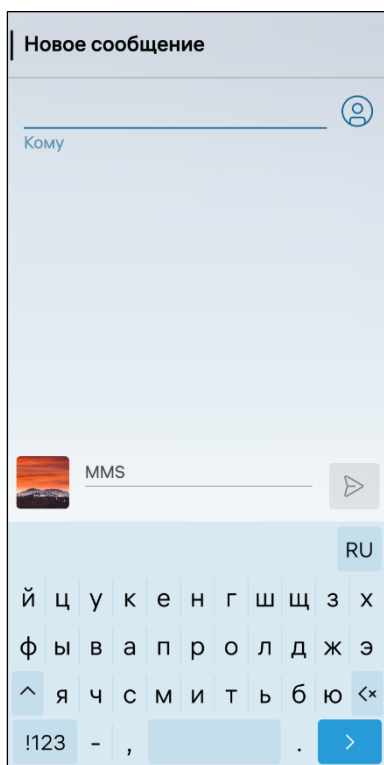 Новое сообщение
Кому
MMS
RU
й ц у к е н г ш щ з х
ф ы в а п р о л д ж э
я ч с м и т ь б ю
!123 - , .